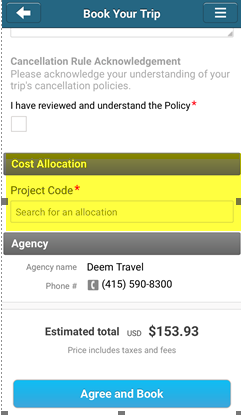 Book Your Trip
Cancellation Rule Acknowledgement
Please acknowledge your understanding of your
trip's cancellation policies.
I have reviewed and understand the Policy*
Cost Allocation
Project Code*
Search for an allocation
Agency
Agency name Deem Travel
Phone # (415) 590-8300
Estimated total USD $153.93
Price includes taxes and fees
Agree and Book